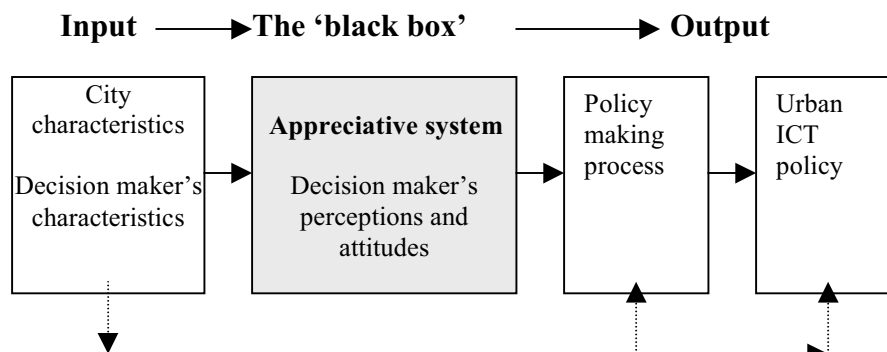 Input The ‘black box’ Output
City
characteristics
Decision maker’s
characteristics
Appreciative system
Decision maker’s
perceptions and
attitudes
Policy
making
process
Urban
ICT
policy